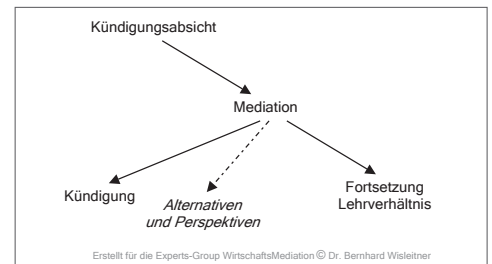 Kündigungsabsicht
Mediation
Kündigung
Alternativen
und Perspektiven
Fortsetzung
Lehrverhältnis
Erstellt für die Experts-Group WirtschaftsMediation © Dr. Bernhard Wisleitner